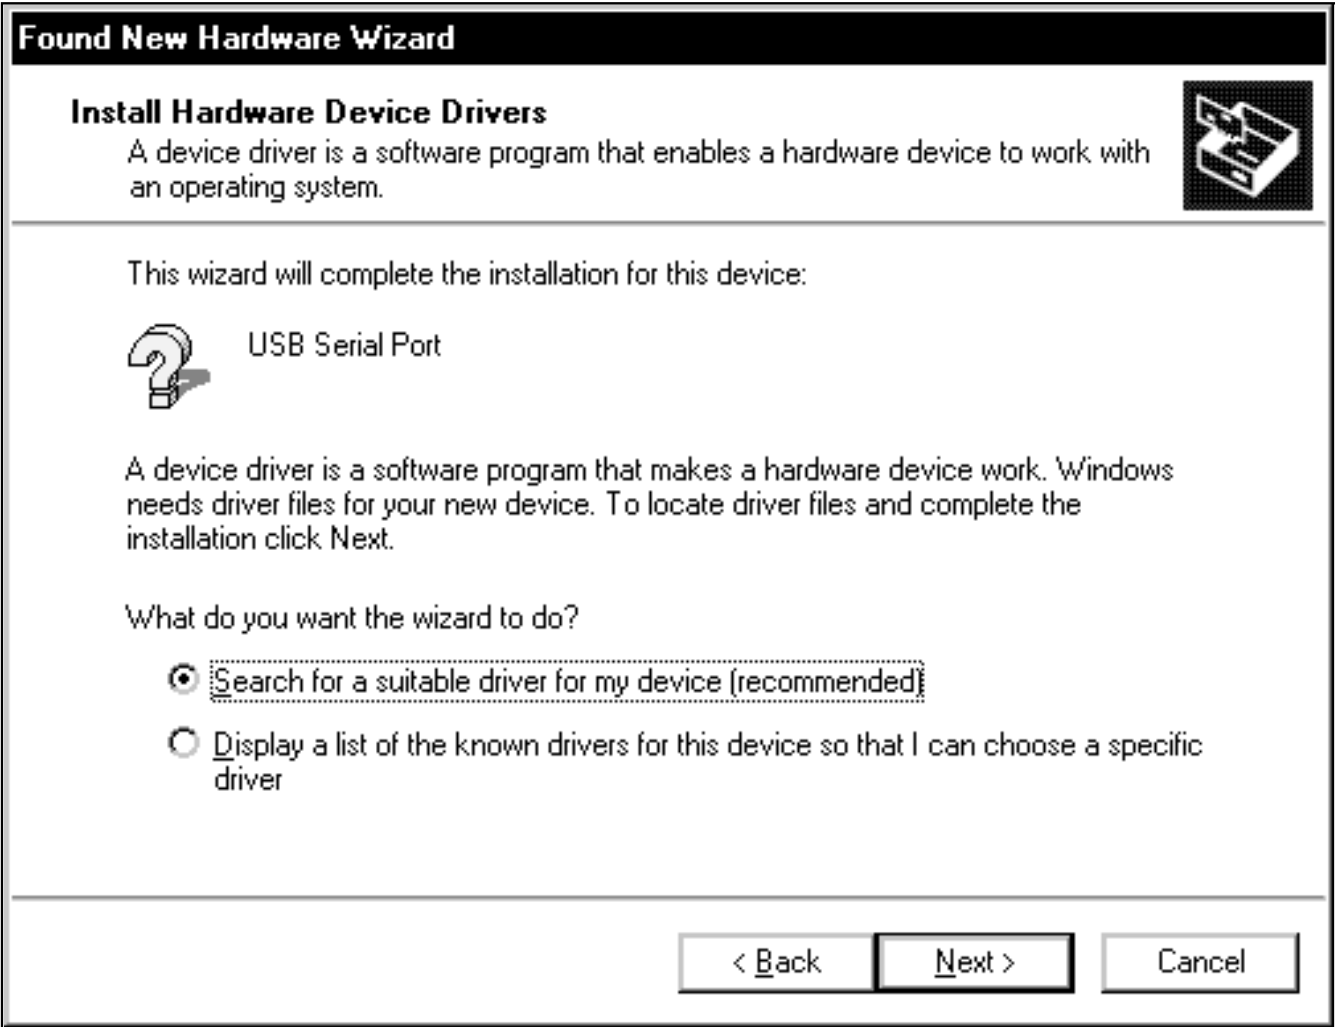 Found New Hardware Wizard
Install Hardware Device Drivers
A device driver is a software program that enables a hardware device to work with
an operating system.
This wizard will complete the installation for this device:
USB Serial Port
A device driver is a software program that makes a hardware device work. Windows
needs driver files for your new device. To locate driver files and complete the
installation click Next.
What do you want the wizard to do?
Search for a suitable driver for my device (recommended)
Display a list of the known drivers for this device so that I can choose a specific
driver
< Back
Next >
Cancel